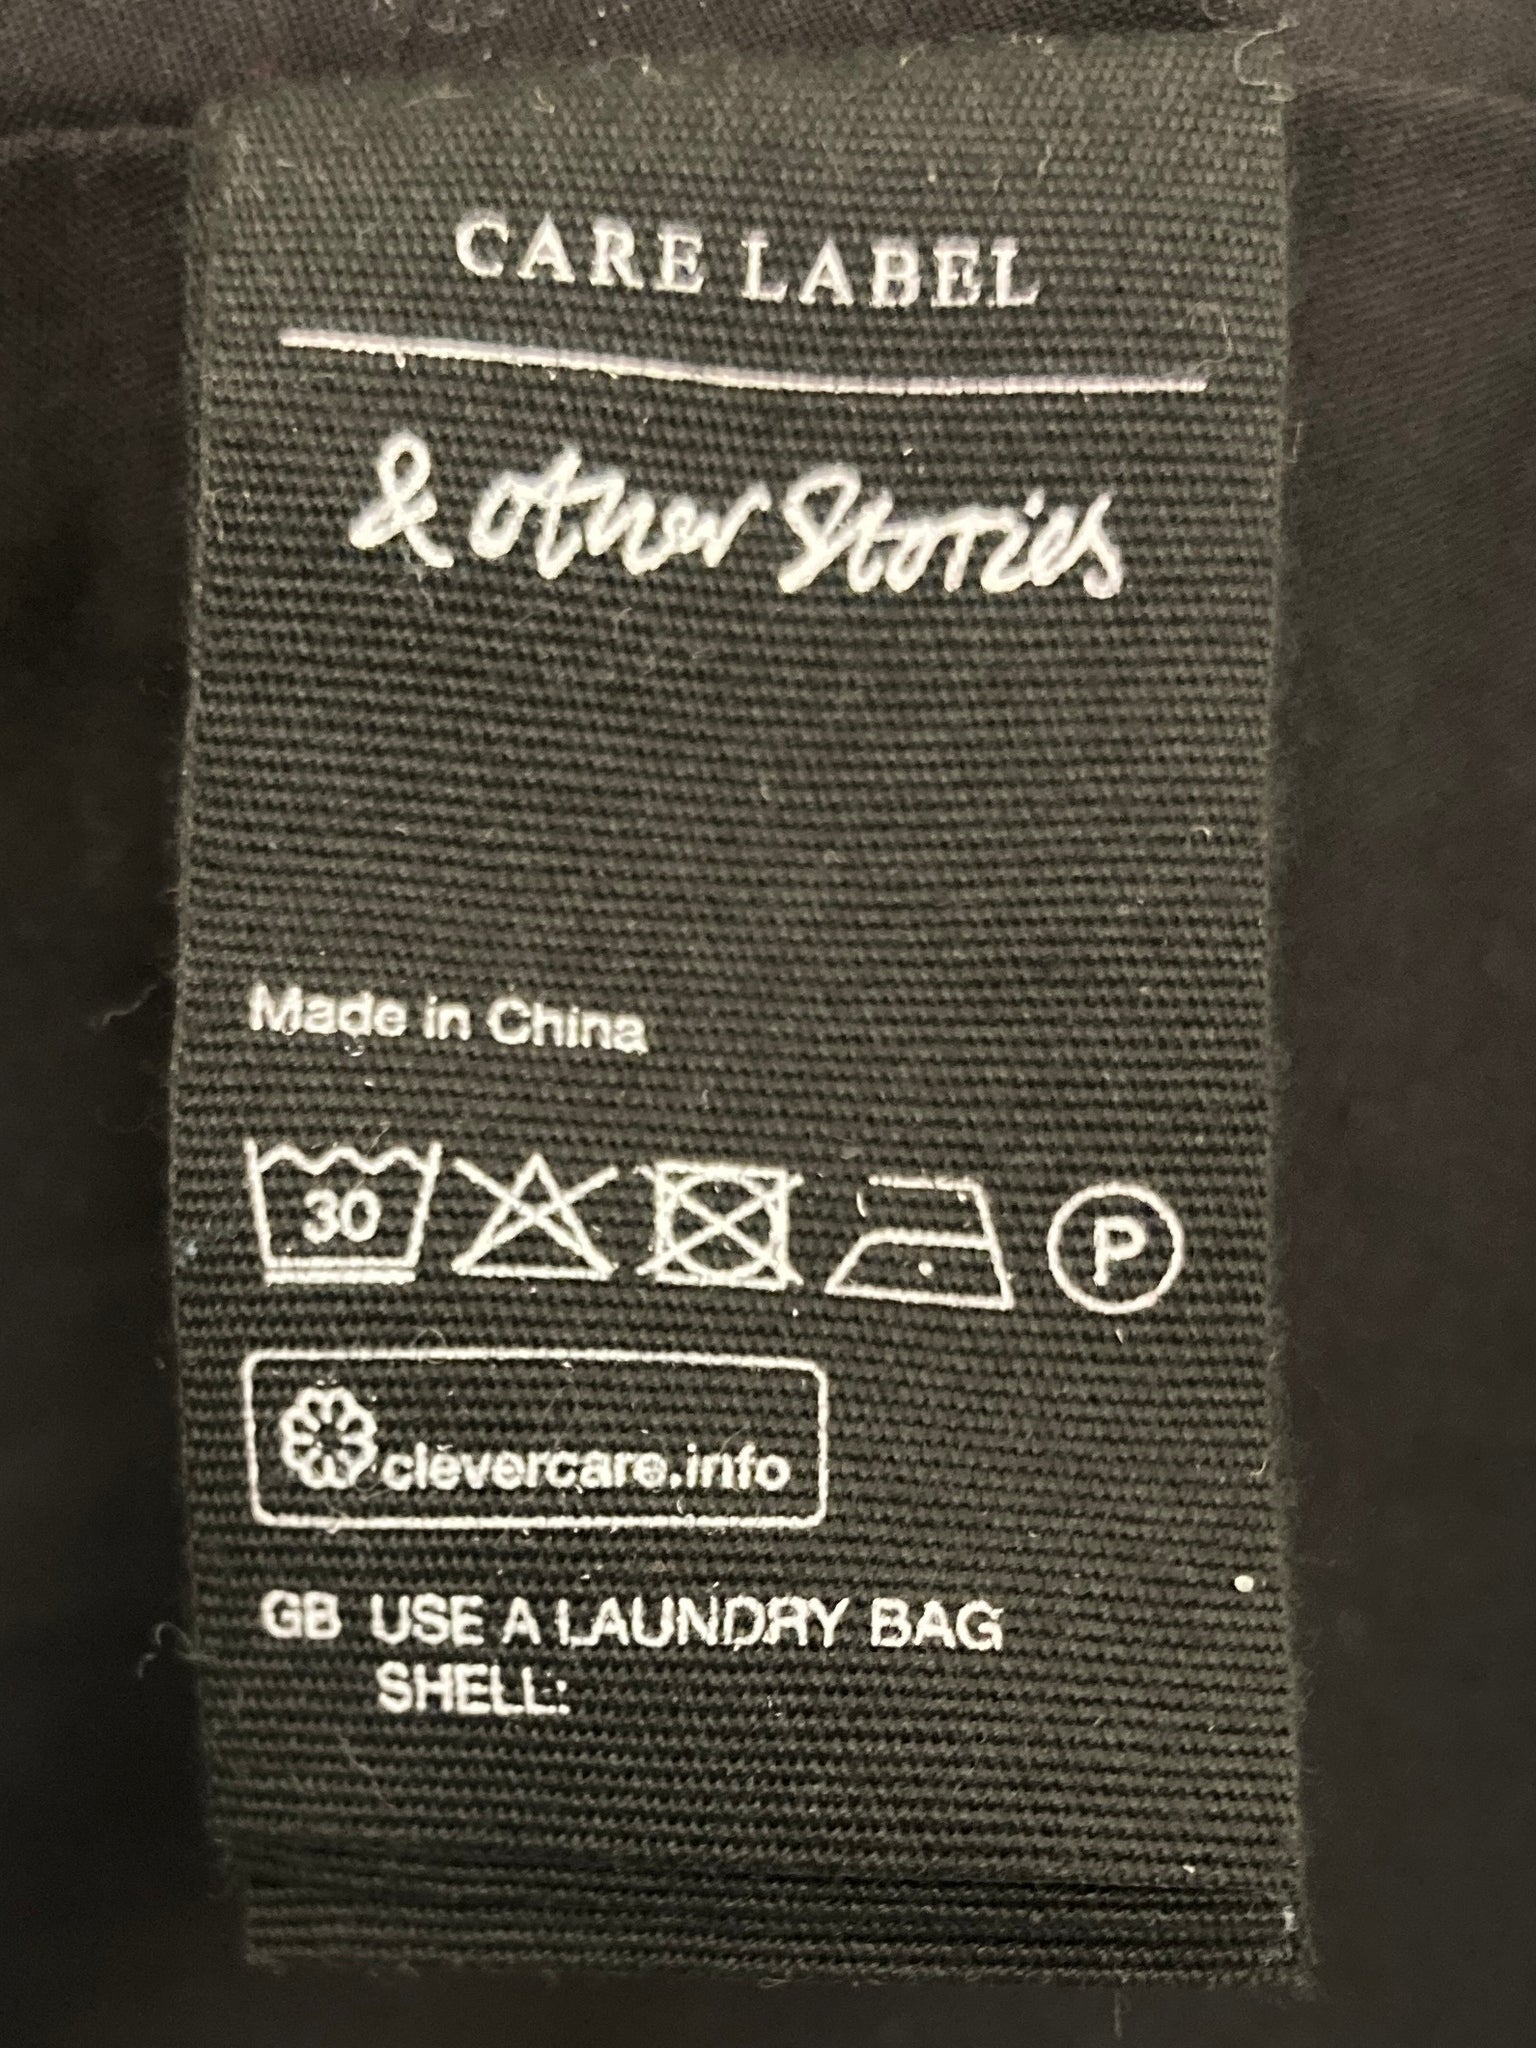 CARE LABEL
& other Stories
Made in China
30 P
clevercare.info
GB USE A LAUNDRY BAG
SHELL: